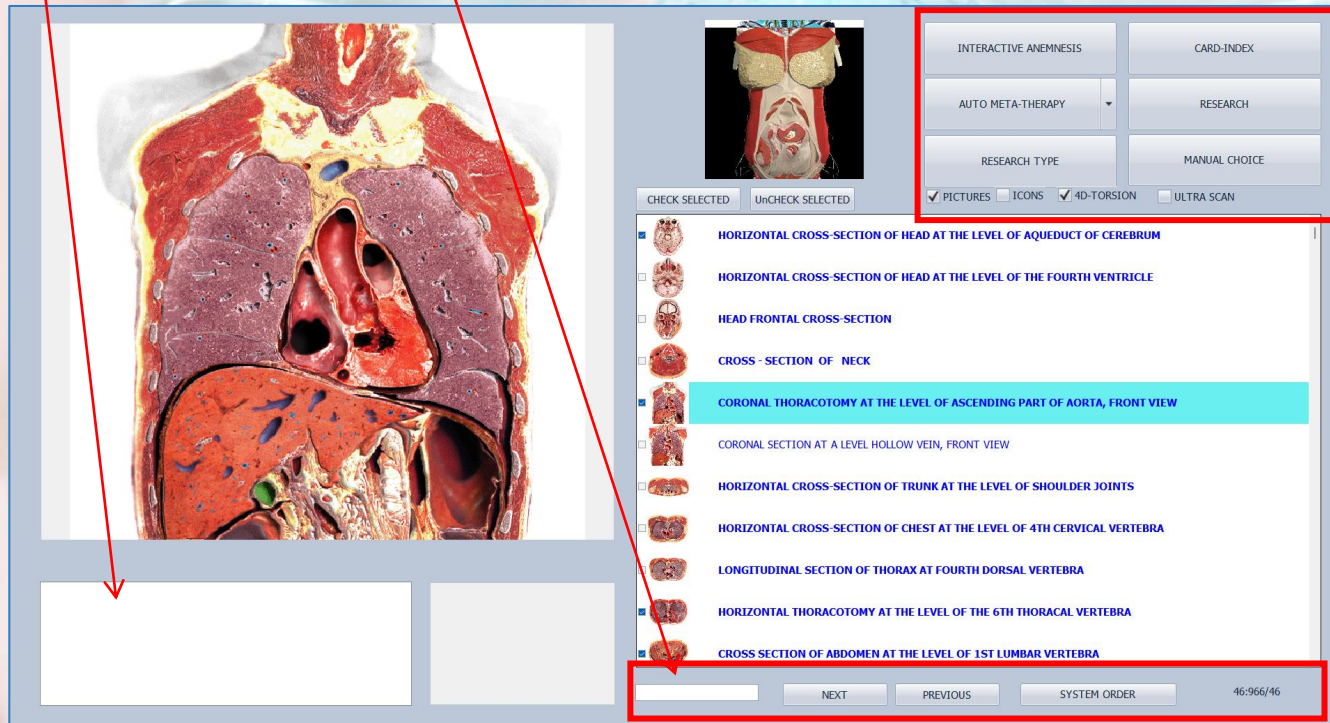 INTERACTIVE ANEMNESIS
CARD-INDEX
AUTO META-THERAPY
RESEARCH
RESEARCH TYPE
MANUAL CHOICE
PICTURES ICONS 4D-TORSION ULTRA SCAN
CHECK SELECTED UnCHECK SELECTED
HORIZONTAL CROSS-SECTION OF HEAD AT THE LEVEL OF AQUEDUCT OF CEREBRUM
HORIZONTAL CROSS-SECTION OF HEAD AT THE LEVEL OF THE FOURTH VENTRICLE
HEAD FRONTAL CROSS-SECTION
CROSS - SECTION OF NECK
CORONAL THORACOTOMY AT THE LEVEL OF ASCENDING PART OF AORTA, FRONT VIEW
CORONAL SECTION AT A LEVEL HOLLOW VEIN, FRONT VIEW
HORIZONTAL CROSS-SECTION OF TRUNK AT THE LEVEL OF SHOULDER JOINTS
HORIZONTAL CROSS-SECTION OF CHEST AT THE LEVEL OF 4TH CERVICAL VERTEBRA
LONGITUDINAL SECTION OF THORAX AT FOURTH DORSAL VERTEBRA
HORIZONTAL THORACOTOMY AT THE LEVEL OF THE 6TH THORACAL VERTEBRA
CROSS SECTION OF ABDOMEN AT THE LEVEL OF 1ST LUMBAR VERTEBRA
NEXT PREVIOUS SYSTEM ORDER 46:966/46